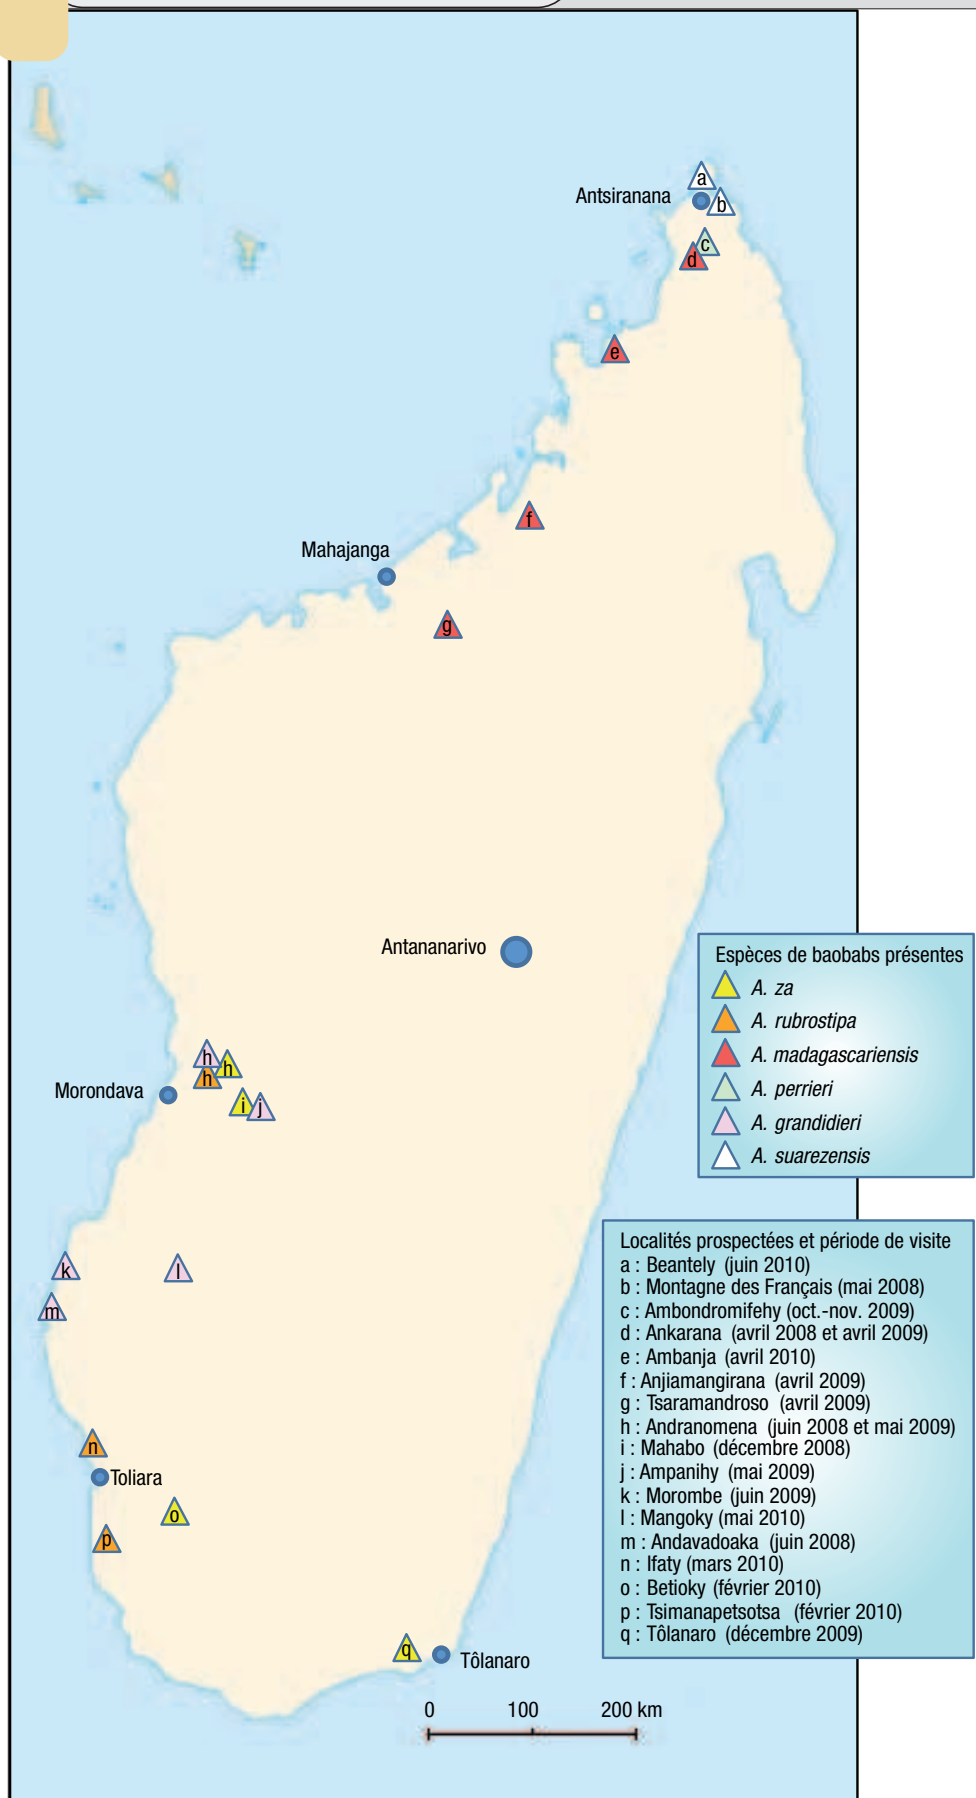 a
Antsiranana
b
c
d
e
f
Mahajanga
g
Antananarivo
Espèces de baobabs présentes
A. za
A. rubrostipa
A. madagascariensis
A. perrieri
A. grandidieri
A. suarezensis
h
h
h
Morondava
i
j
k
l
m
n
Toliara
o
p
q
Tôlanaro
Localités prospectées et période de visite
a : Beantely (juin 2010)
b : Montagne des Français (mai 2008)
c : Ambondromifehy (oct.-nov. 2009)
d : Ankarana (avril 2008 et avril 2009)
e : Ambanja (avril 2010)
f : Anjiamangirana (avril 2009)
g : Tsaramandroso (avril 2009)
h : Andranomena (juin 2008 et mai 2009)
i : Mahabo (décembre 2008)
j : Ampanihy (mai 2009)
k : Morombe (juin 2009)
l : Mangoky (mai 2010)
m : Andavadoaka (juin 2008)
n : Ifaty (mars 2010)
o : Betioky (février 2010)
p : Tsimanapetsotsa (février 2010)
q : Tôlanaro (décembre 2009)
0 100 200 km